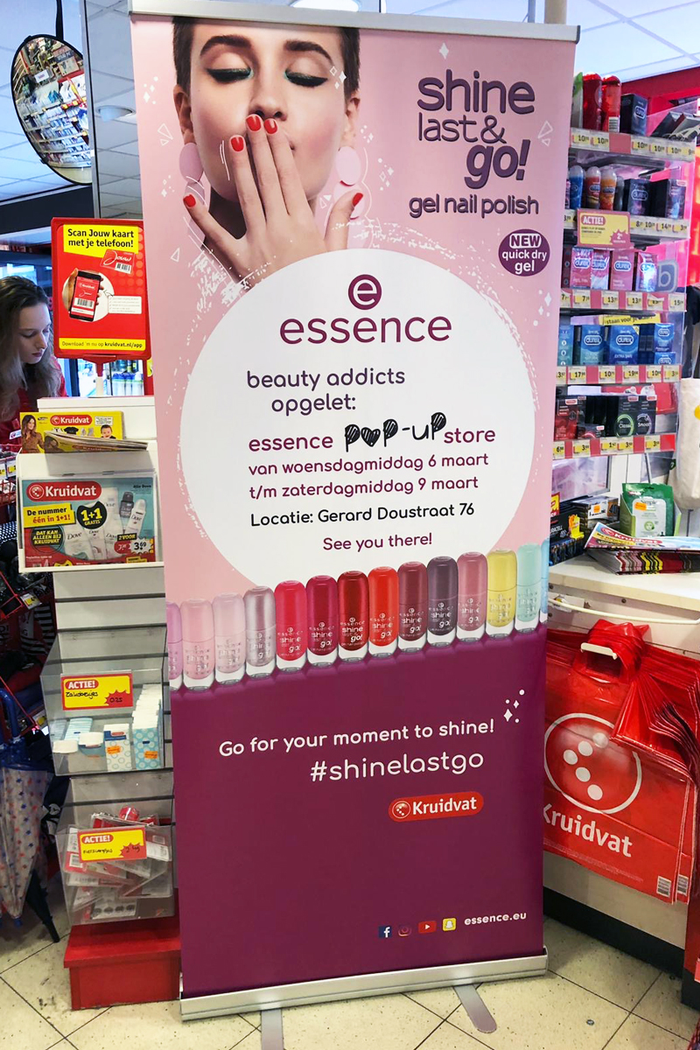 shine
last &
go!
gel nail polish
NEW
quick dry
gel
e
essence
beauty addicts
opgelet:
essence POP-UP store
van woensdagmiddag 6 maart
t/m zaterdagmiddag 9 maart
Locatie: Gerard Doustraat 76
See you there!
Go for your moment to shine!
#shinelastgo
Kruidvat
essence.eu
Scan Jouw kaart
met je telefoon!
Kruidvat
Kruidvat
De nummer
één in 1+1!
1+1
GRATIS
ACTIE!
ACTIE!
ACTIE!
durex
Kruidvat